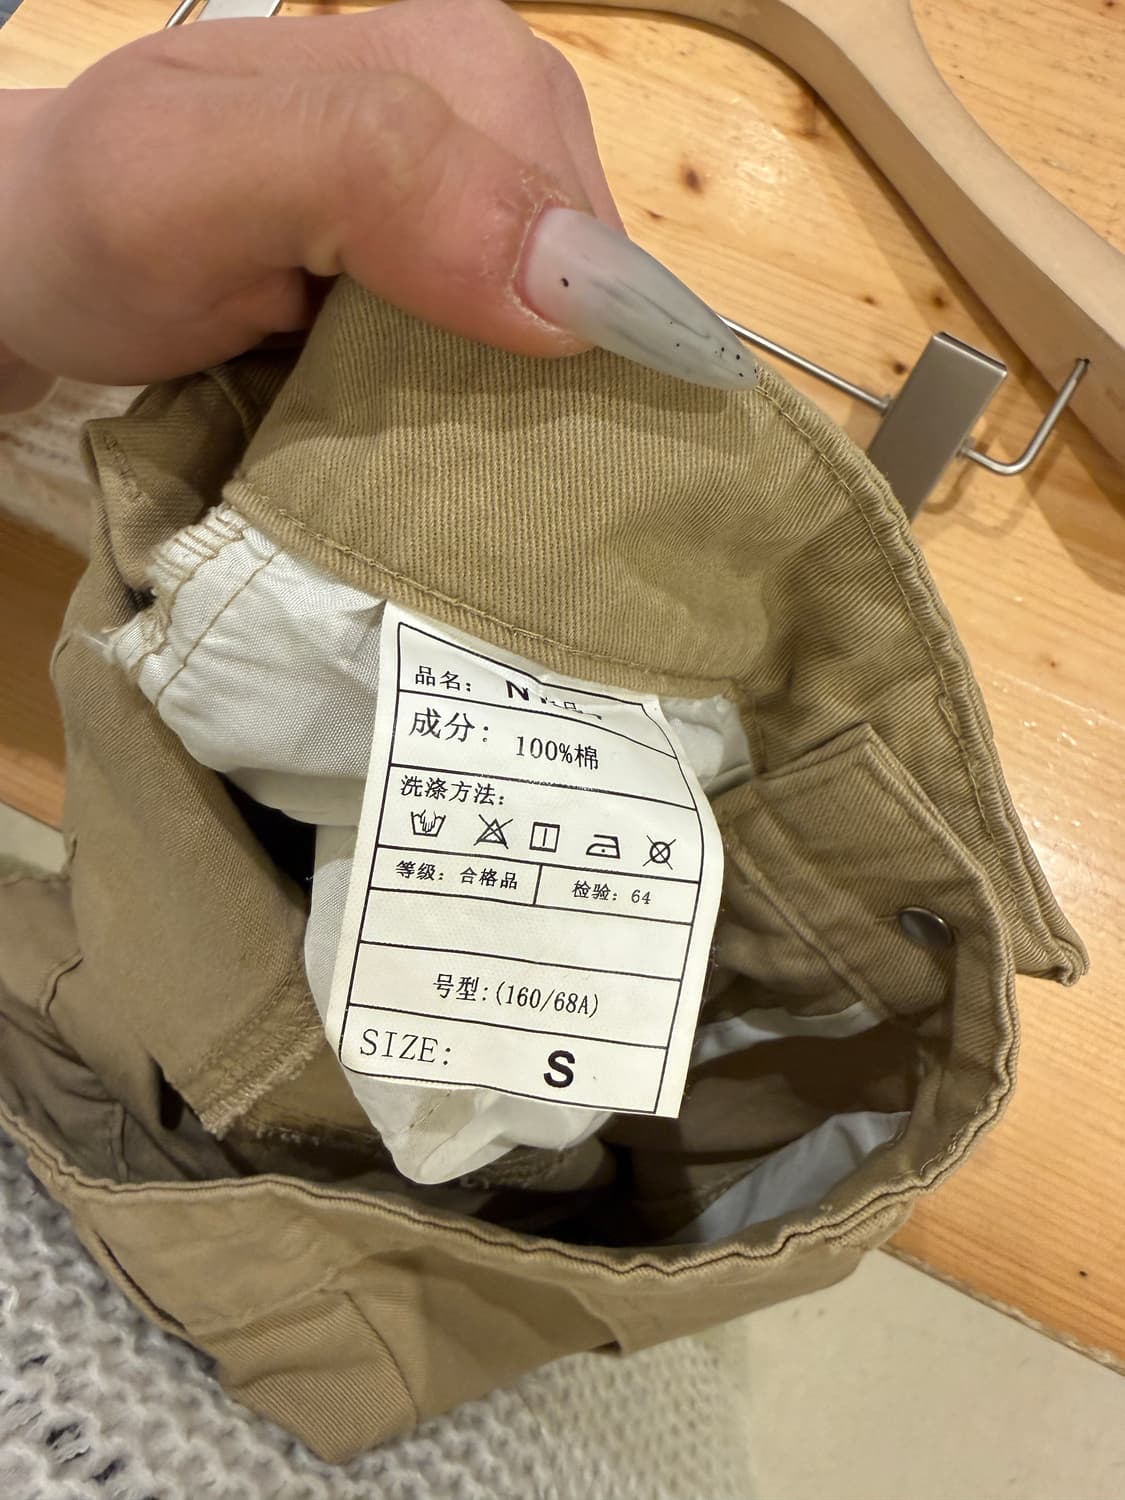 品名：
成分：100%棉
洗涤方法：
等级：合格品 检验：64
号型：(160/68A)
SIZE: S